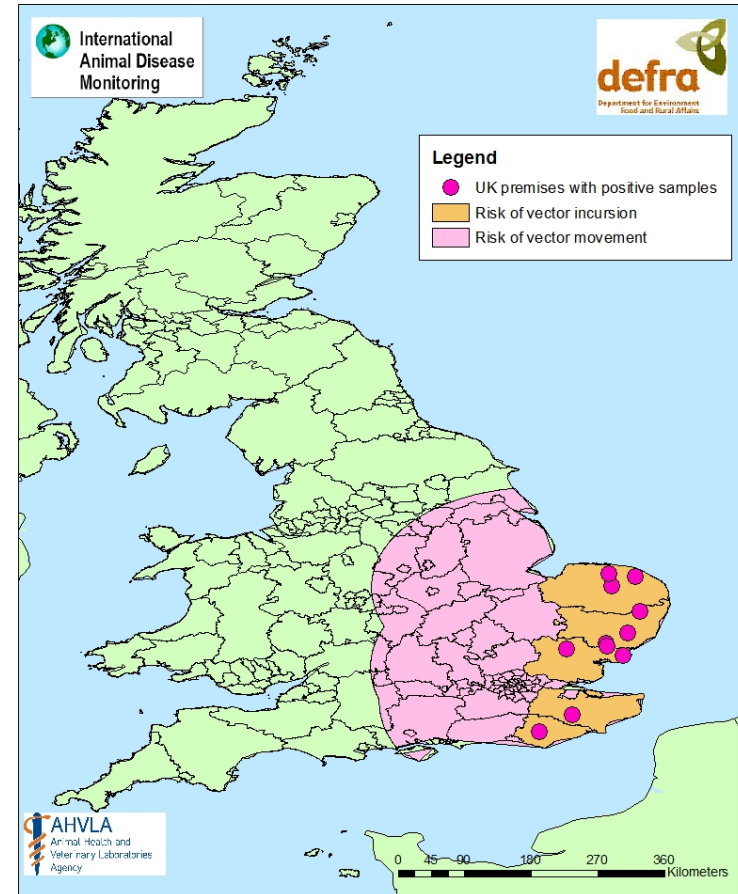 International
Animal Disease
Monitoring
defra
Department for Environment
Food and Rural Affairs
Legend
UK premises with positive samples
Risk of vector incursion
Risk of vector movement
AHVLA
Animal Health and
Veterinary Laboratories
Agency
0 45 90 180 270 360
Kilometers